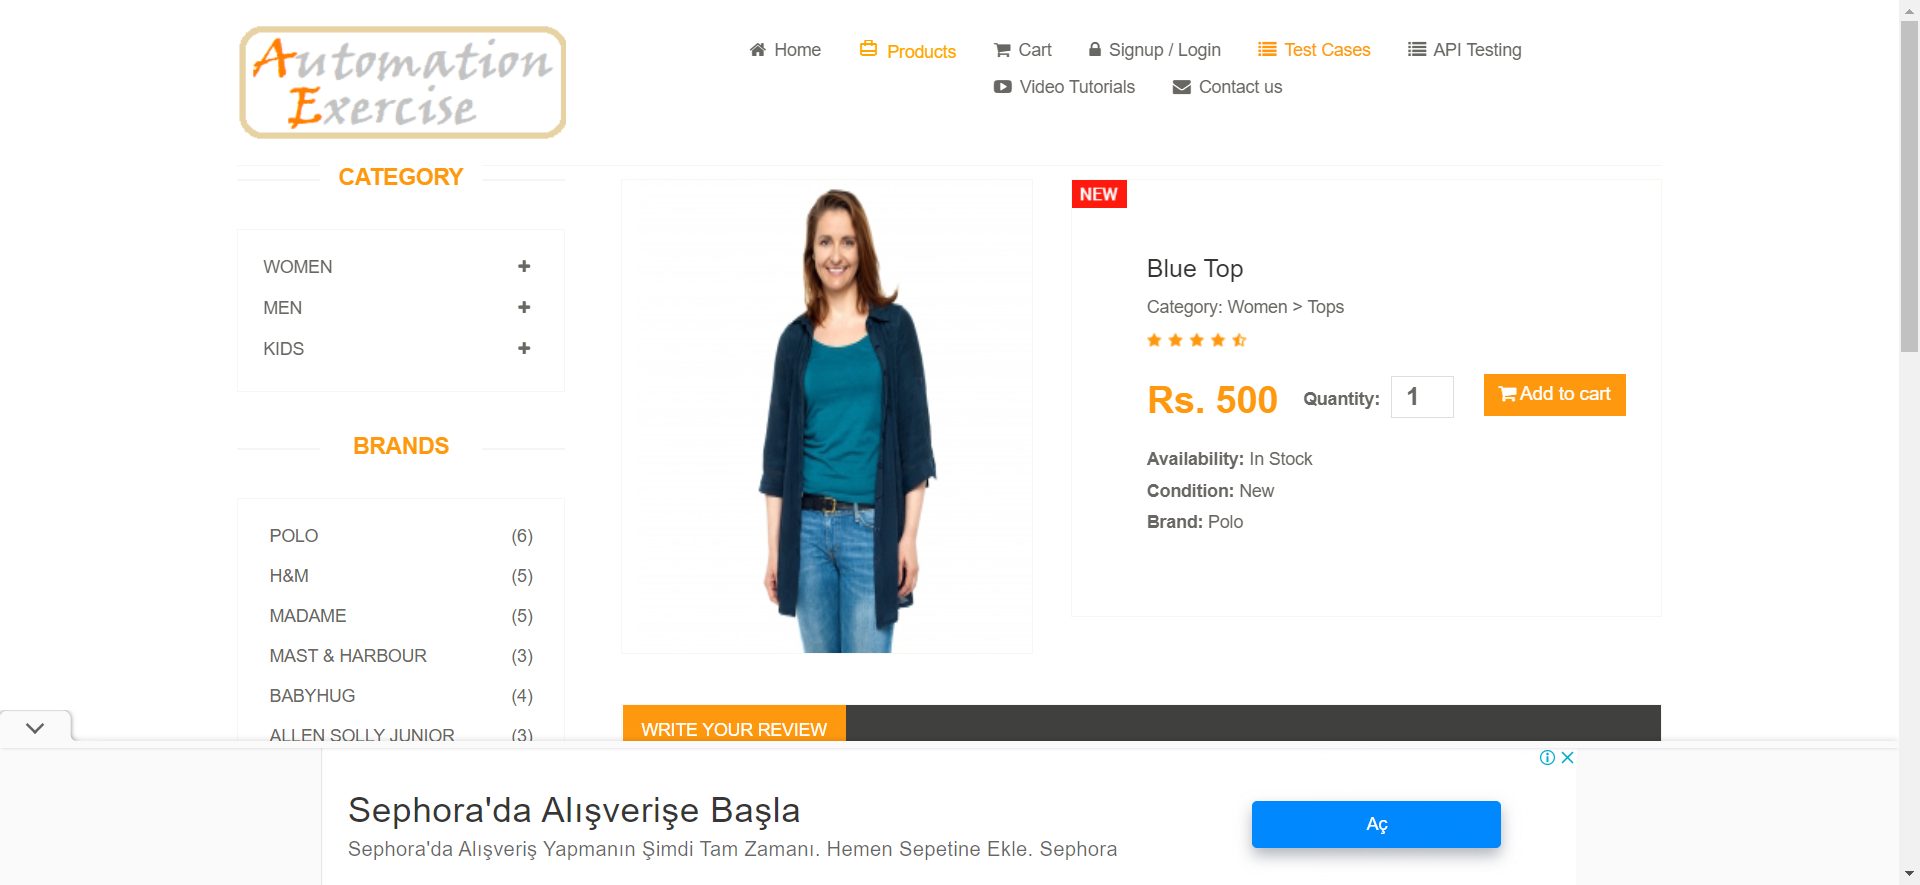 Automation
Exercise
Home
Products
Cart
Signup / Login
Test Cases
API Testing
Video Tutorials
Contact us
CATEGORY
WOMEN
MEN
KIDS
BRANDS
POLO (6)
H&M (5)
MADAME (5)
MAST & HARBOUR (3)
BABYHUG (4)
ALLEN SOLLY JUNIOR (3)
NEW
Blue Top
Category: Women > Tops
Rs. 500 Quantity: 1 Add to cart
Availability: In Stock
Condition: New
Brand: Polo
WRITE YOUR REVIEW
Sephora'da Alışverişe Başla
Sephora'da Alışveriş Yapmanın Şimdi Tam Zamanı. Hemen Sepetine Ekle. Sephora
Aç